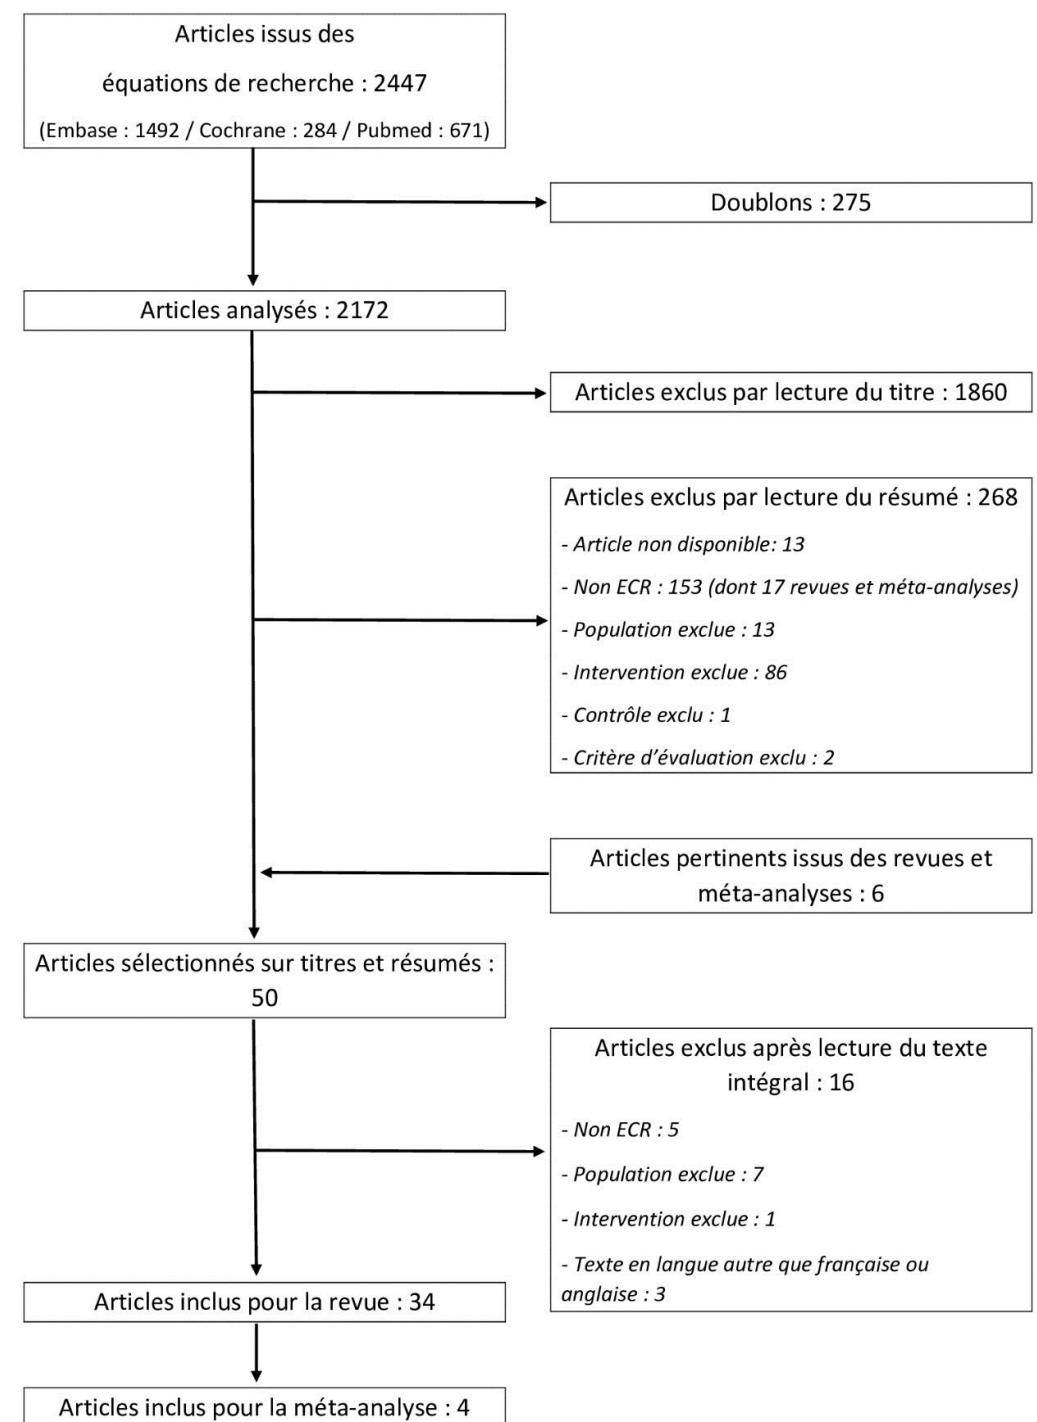 Articles issus des
équations de recherche : 2447
(Embase : 1492 / Cochrane : 284 / Pubmed : 671)
Doublons : 275
Articles analysés : 2172
Articles exclus par lecture du titre : 1860
Articles exclus par lecture du résumé : 268
- Article non disponible: 13
- Non ECR : 153 (dont 17 revues et méta-analyses)
- Population exclue : 13
- Intervention exclue : 86
- Contrôle exclu : 1
- Critère d’évaluation exclu : 2
Articles pertinents issus des revues et
méta-analyses : 6
Articles sélectionnés sur titres et résumés :
50
Articles exclus après lecture du texte
intégral : 16
- Non ECR : 5
- Population exclue : 7
- Intervention exclue : 1
- Texte en langue autre que française ou
anglaise : 3
Articles inclus pour la revue : 34
Articles inclus pour la méta-analyse : 4